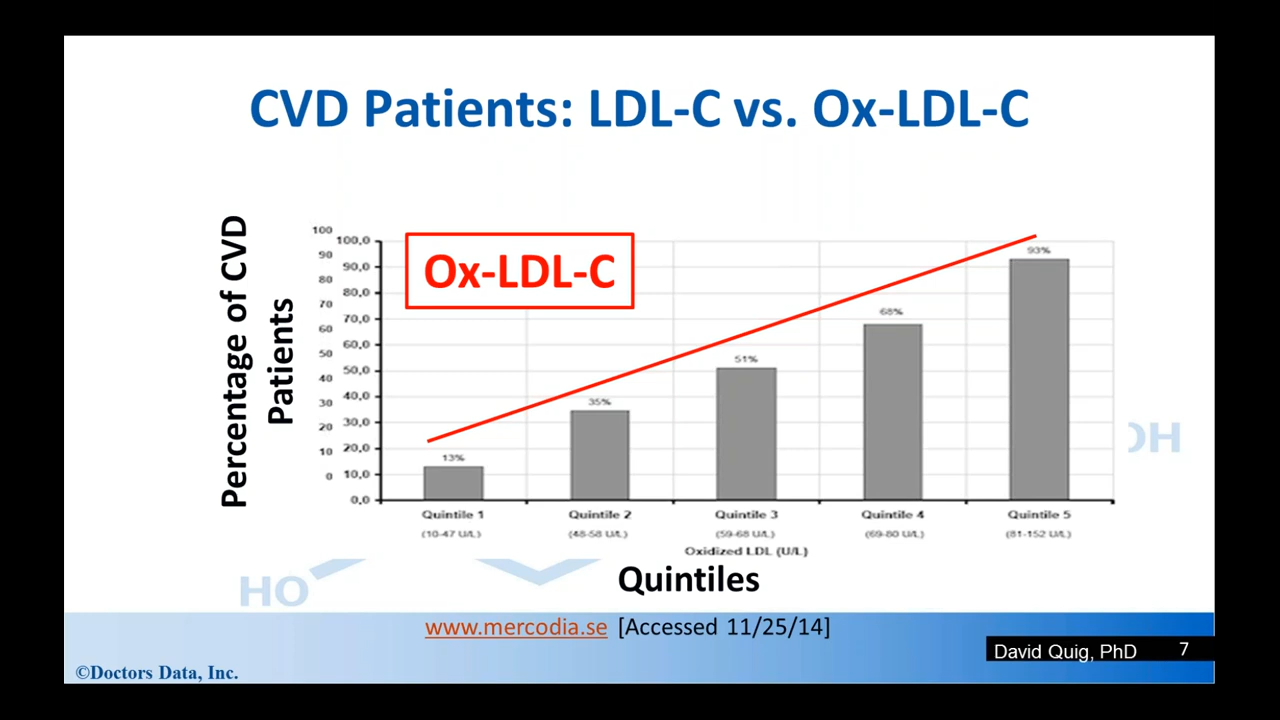 CVD Patients: LDL-C vs. Ox-LDL-C
Percentage of CVD
Patients
100
90
80
70
60
50
40
30
20
10
0
100,0
90,0
80,0
70,0
60,0
50,0
40,0
30,0
20,0
10,0
0,0
Ox-LDL-C
13%
35%
51%
68%
93%
Quintile 1
(10-47 U/L)
Quintile 2
(48-58 U/L)
Quintile 3
(59-68 U/L)
Quintile 4
(69-80 U/L)
Quintile 5
(81-152 U/L)
Oxidized LDL (U/L)
Quintiles
HO
OH
www.mercodia.se [Accessed 11/25/14]
David Quig, PhD 7
©Doctors Data, Inc.